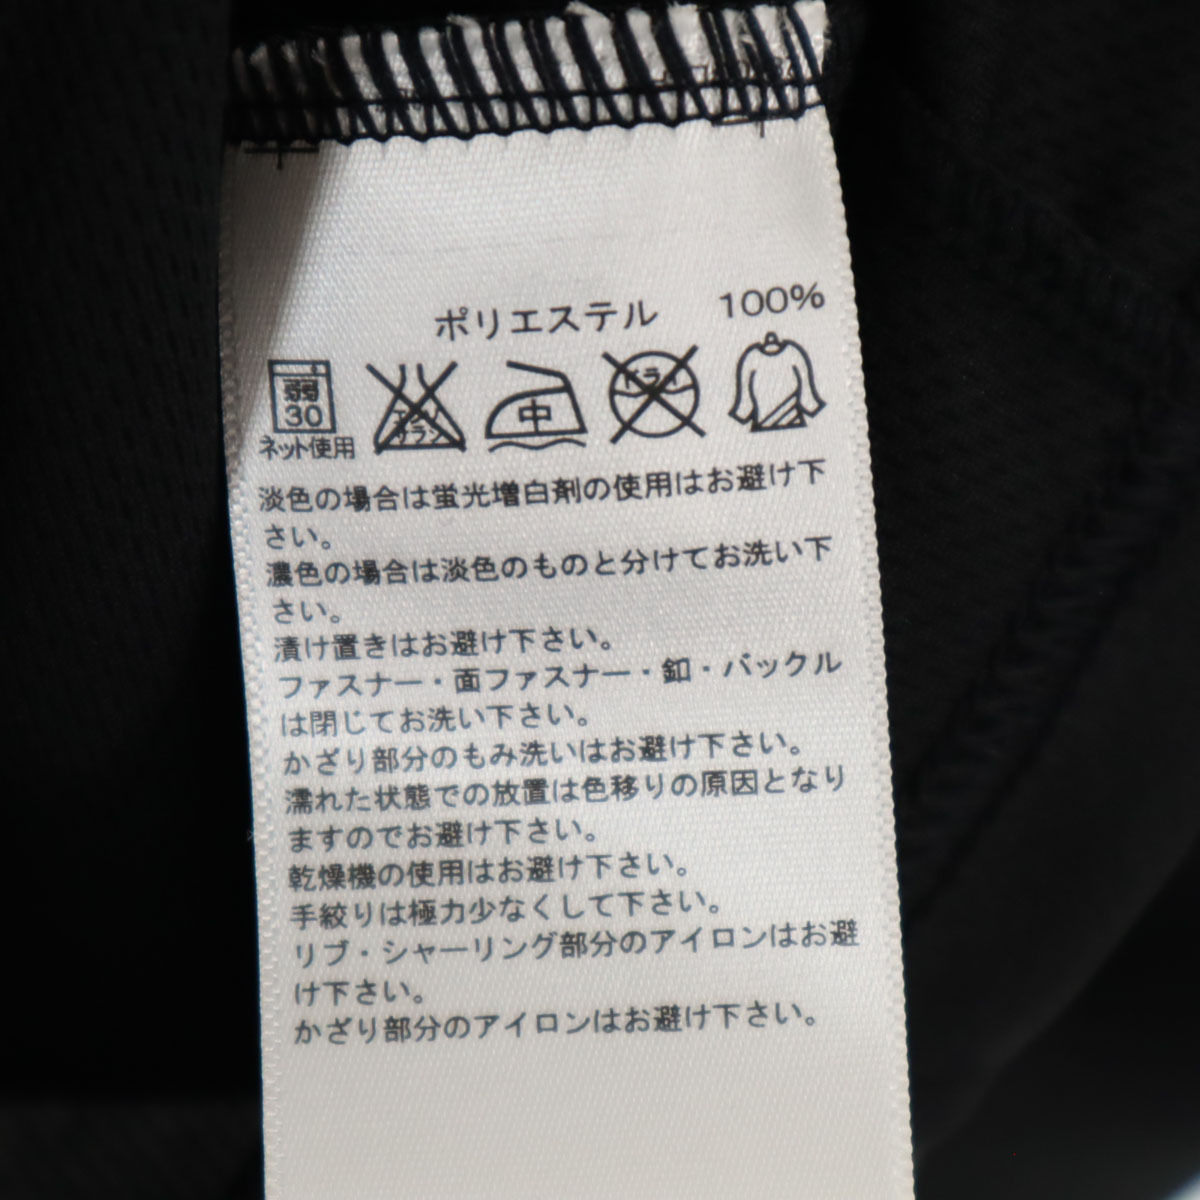 ポリエステル 100%
弱
30
ネット使用
エンソ
サラシ
中
ドライ
淡色の場合は蛍光増白剤の使用はお避け下
さい。
濃色の場合は淡色のものと分けてお洗い下
さい。
漬け置きはお避け下さい。
ファスナー・面ファスナー・釦・バックル
は閉じてお洗い下さい。
かざり部分のもみ洗いはお避け下さい。
濡れた状態での放置は色移りの原因となり
ますのでお避け下さい。
乾燥機の使用はお避け下さい。
手絞りは極力少なくして下さい。
リブ・シャーリング部分のアイロンはお避
け下さい。
かざり部分のアイロンはお避け下さい。